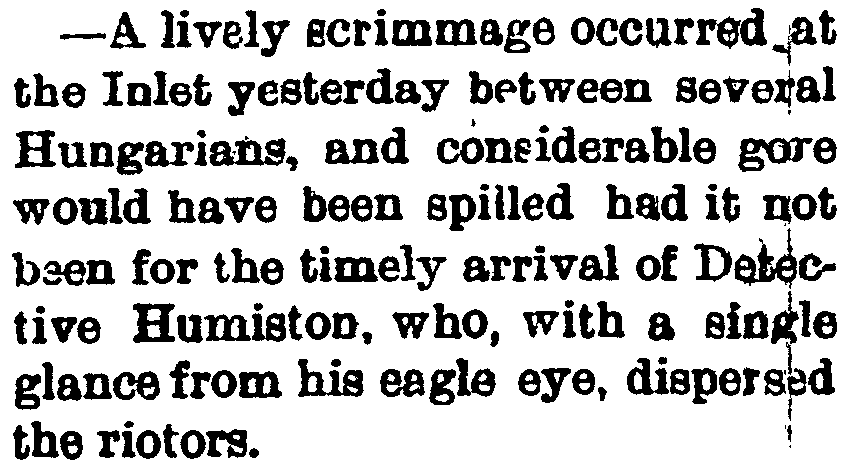 —A lively scrimmage occurred at
the Inlet yesterday between several
Hungarians, and considerable gore
would have been spilled had it not
been for the timely arrival of Detec-
tive Humiston, who, with a single
glance from his eagle eye, dispersed
the riotors.